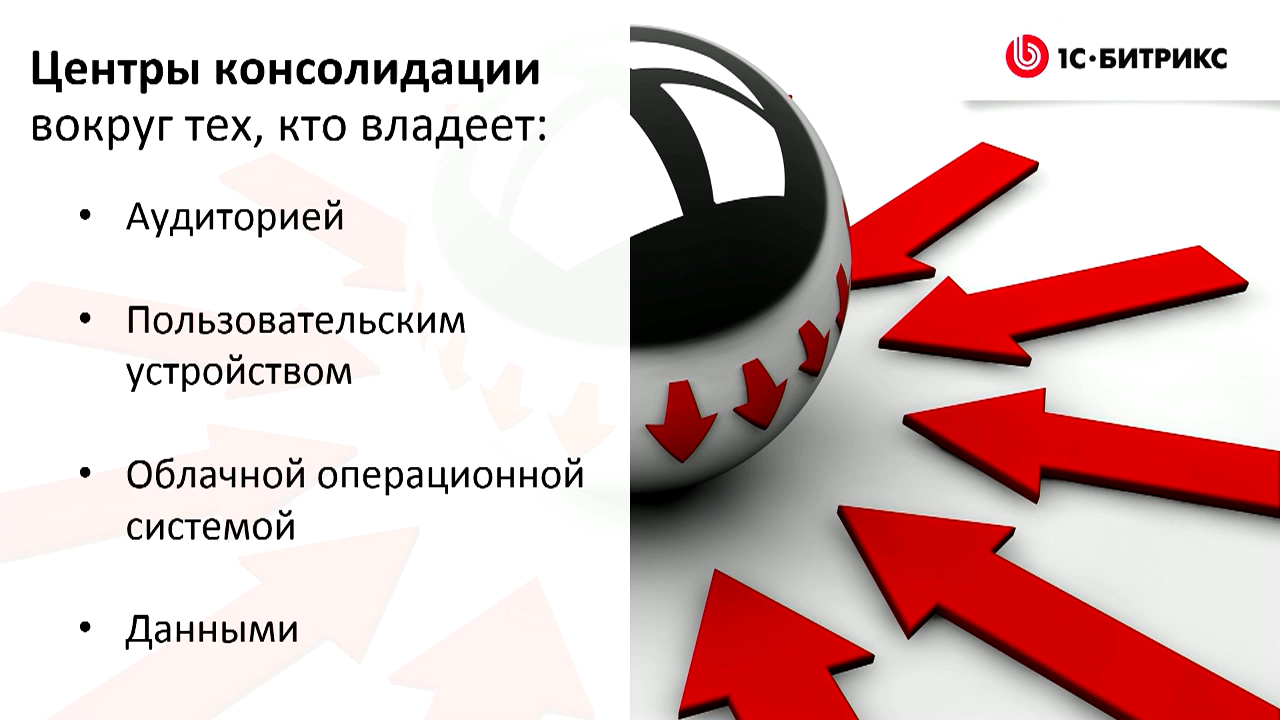 Центры консолидации
вокруг тех, кто владеет:
• Аудиторией
• Пользовательским
устройством
• Облачной операционной
системой
• Данными
1С•БИТРИКС